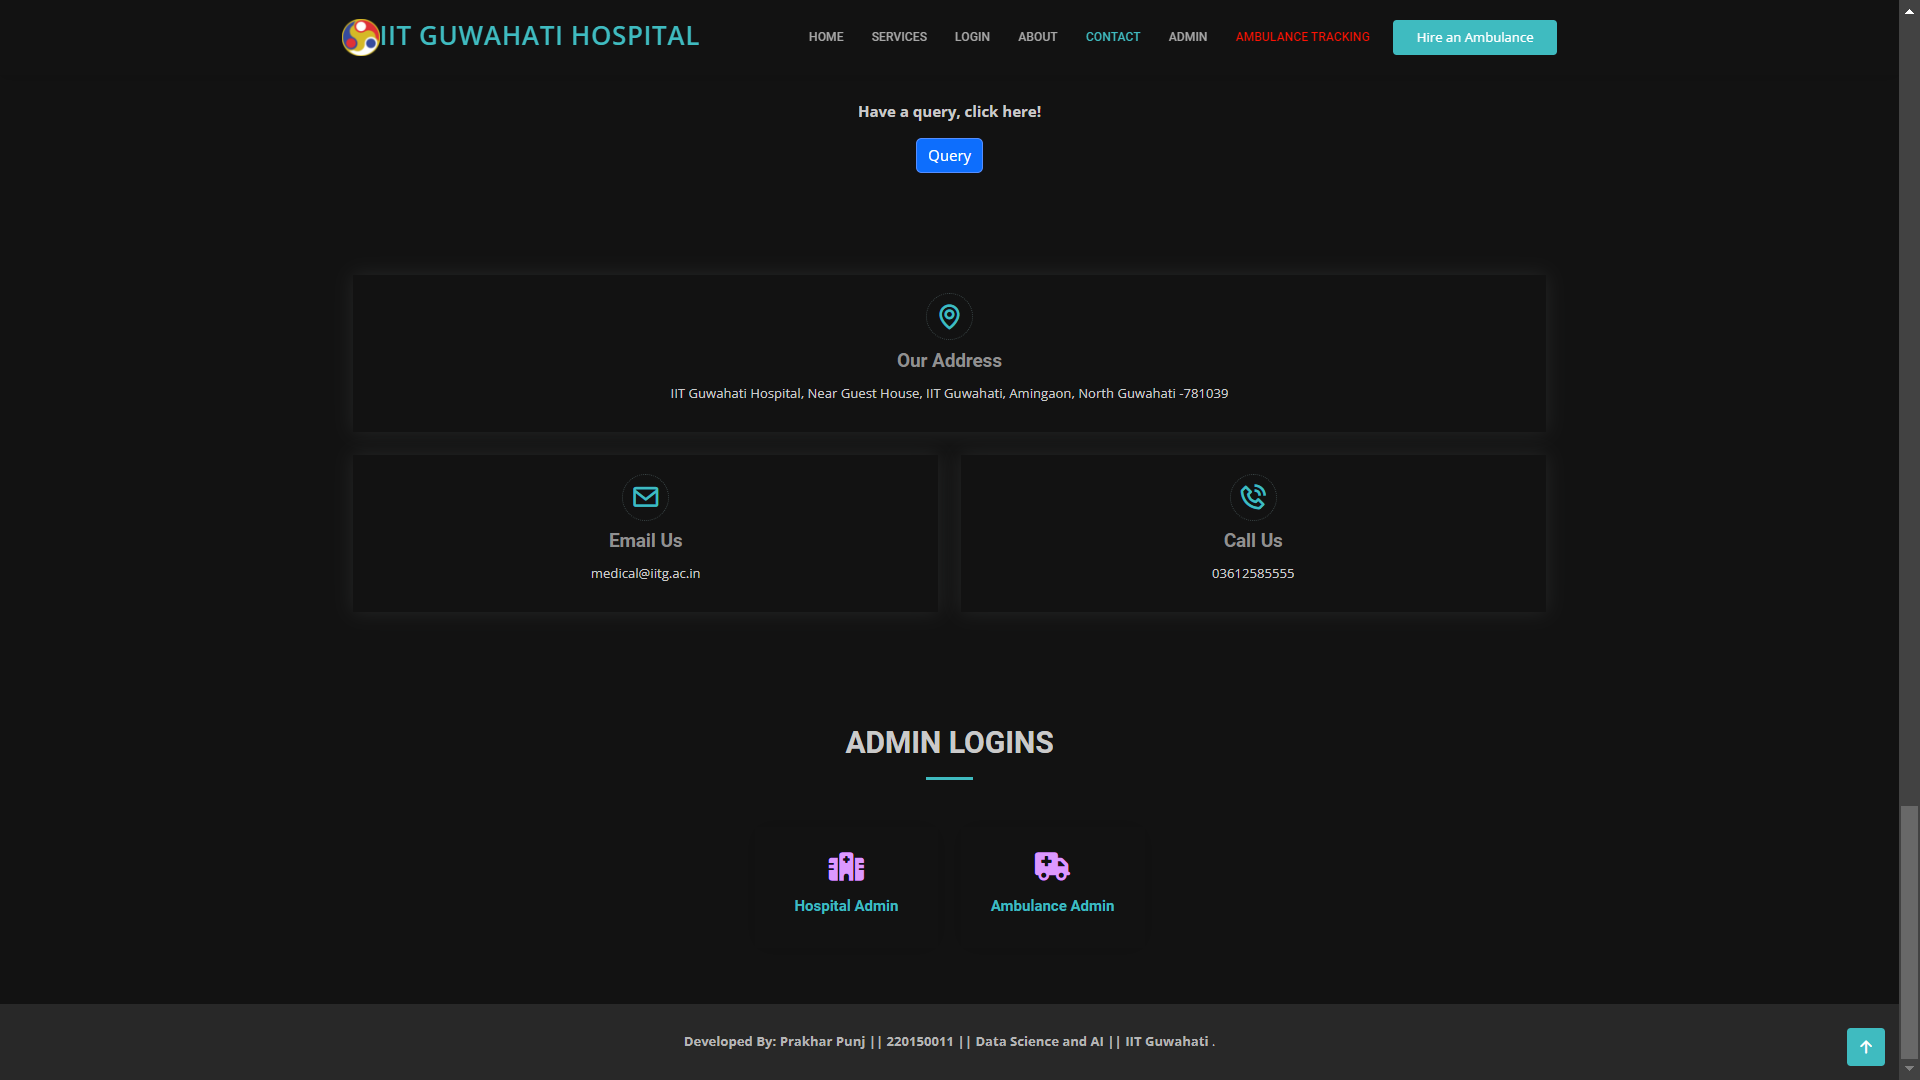 IIT GUWAHATI HOSPITAL
HOME SERVICES LOGIN ABOUT CONTACT ADMIN AMBULANCE TRACKING Hire an Ambulance
Have a query, click here!
Query
Our Address
IIT Guwahati Hospital, Near Guest House, IIT Guwahati, Amingaon, North Guwahati -781039
Email Us
medical@iitg.ac.in
Call Us
03612585555
ADMIN LOGINS
Hospital Admin
Ambulance Admin
Developed By: Prakhar Punj || 220150011 || Data Science and AI || IIT Guwahati .